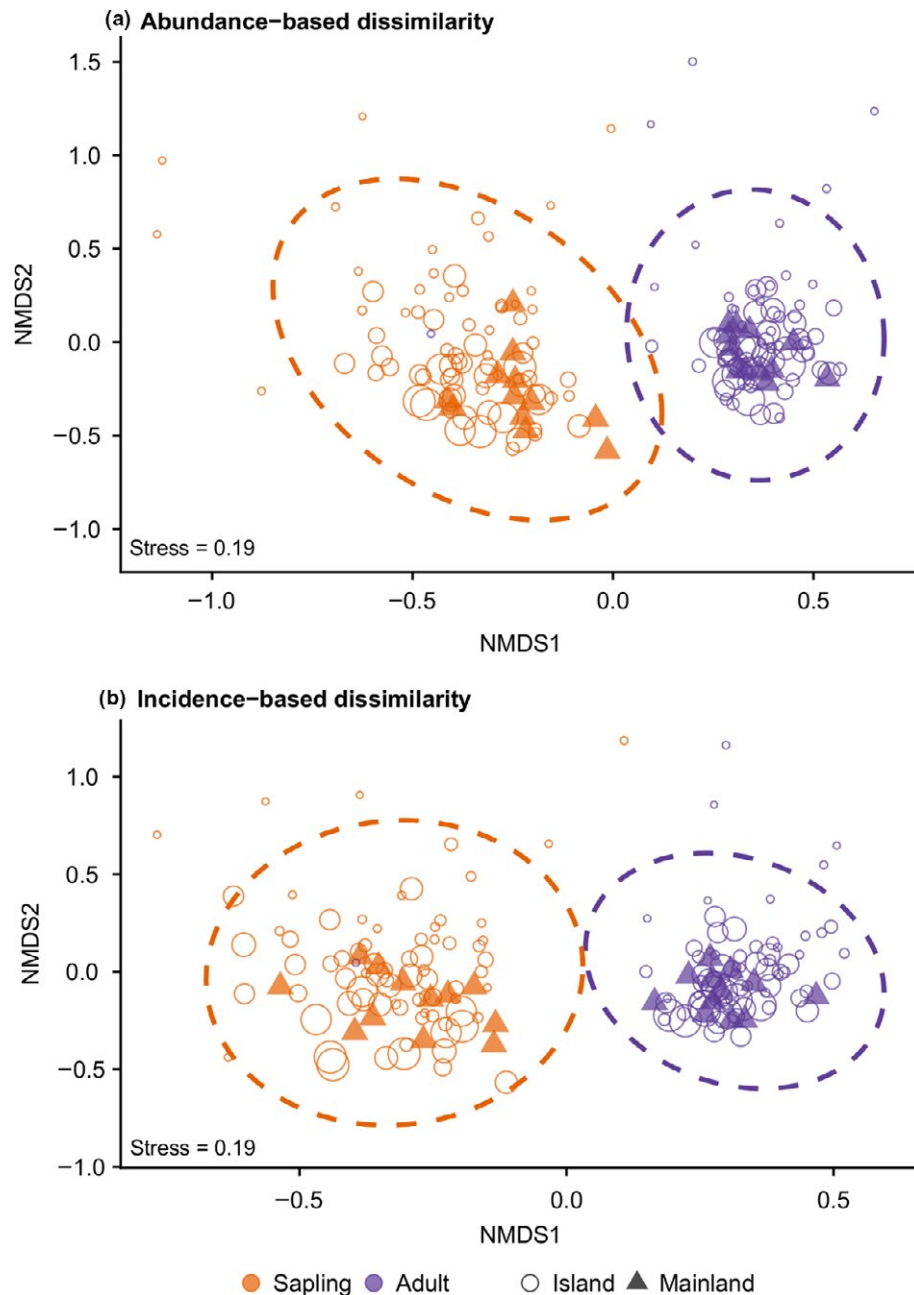 (a) Abundance−based dissimilarity
1.5
1.0
0.5
0.0
−0.5
−1.0
NMDS2
Stress = 0.19
−1.0 −0.5 0.0 0.5
NMDS1
(b) Incidence−based dissimilarity
1.0
0.5
0.0
−0.5
−1.0
NMDS2
Stress = 0.19
−0.5 0.0 0.5
NMDS1
Sapling Adult Island Mainland